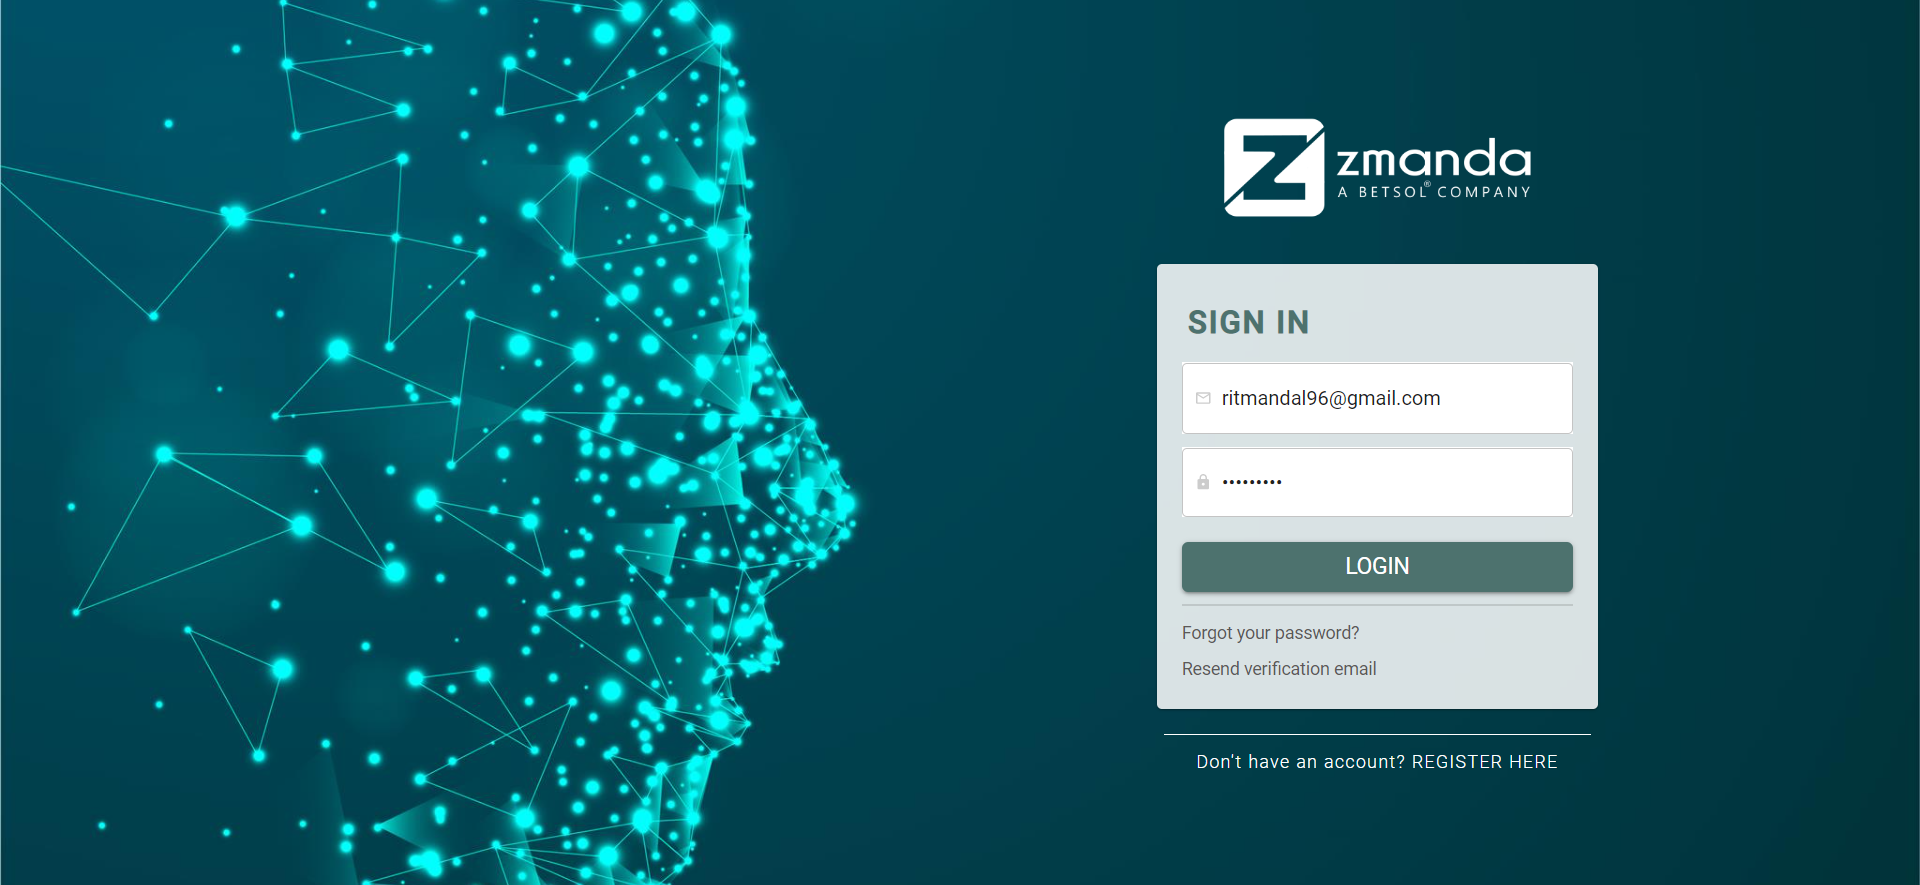 zmanda
A BETSOL® COMPANY
SIGN IN
ritmandal96@gmail.com
•••••••••
LOGIN
Forgot your password?
Resend verification email
Don't have an account? REGISTER HERE